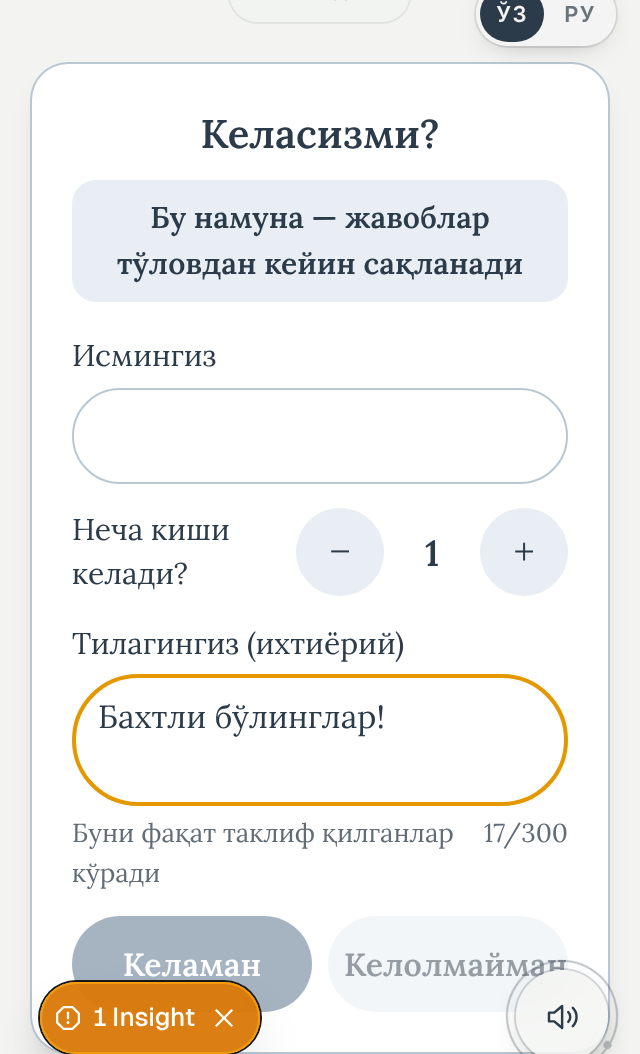 ЎЗ РУ
Келасизми?
Бу намуна — жавоблар
тўловдан кейин сақланади
Исмингиз
Неча киши
келади?
− 1 +
Тилагингиз (ихтиёрий)
Бахтли бўлинглар!
Буни фақат таклиф қилганлар 17/300
кўради
Келаман Келолмайман
1 Insight